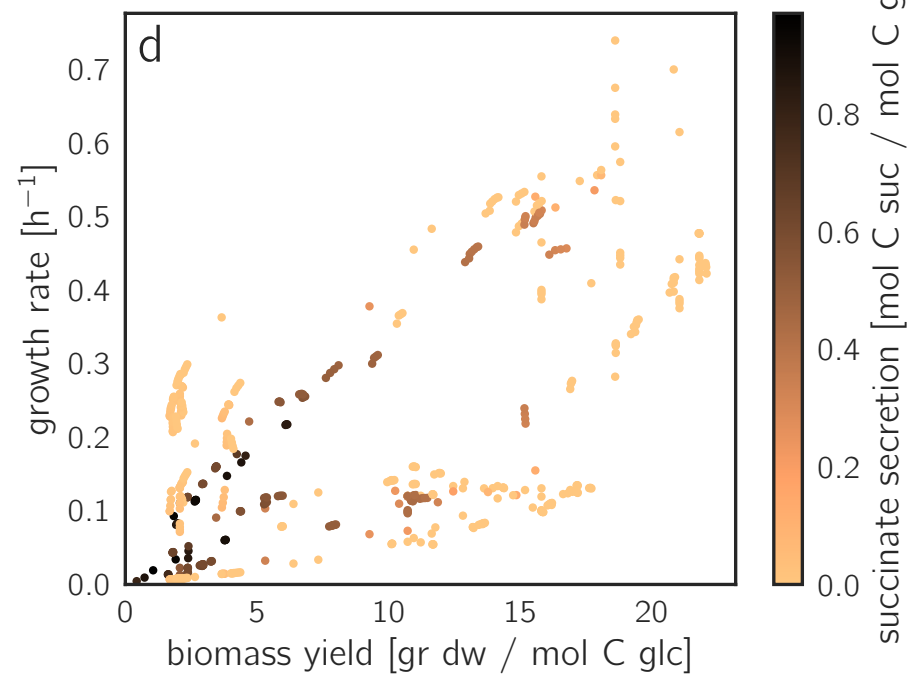 d
growth rate [h⁻¹]
0.7
0.6
0.5
0.4
0.3
0.2
0.1
0.0
0 5 10 15 20
biomass yield [gr dw / mol C glc]
0.8
0.6
0.4
0.2
0.0
succinate secretion [mol C suc / mol C